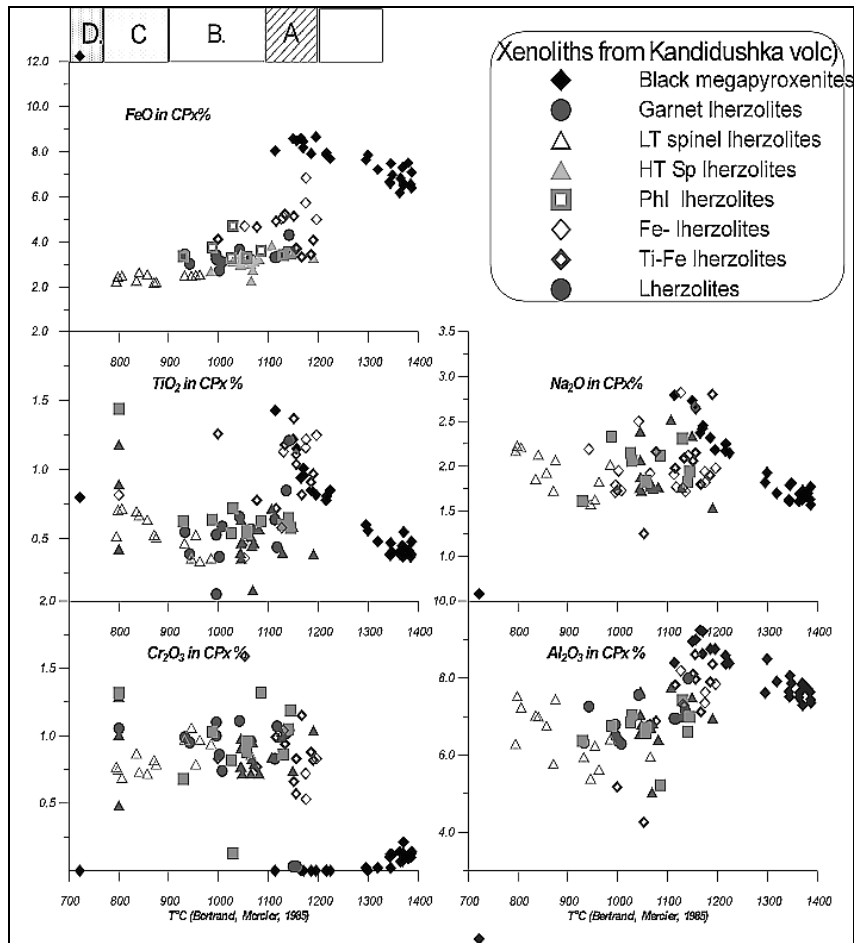 D. C B. A
Xenoliths from Kandidushka volc)
Black megapyroxenites
Garnet lherzolites
LT spinel lherzolites
HT Sp lherzolites
Phl lherzolites
Fe- lherzolites
Ti-Fe lherzolites
Lherzolites
12.0
FeO in CPx%
10.0
8.0
6.0
4.0
2.0
2.0
800 900 1000 1100 1200 1300 1400
TiO2 in CPx %
1.5
1.0
0.5
2.0
800 900 1000 1100 1200 1300 1400
Cr2O3 in CPx %
1.5
1.0
0.5
700 800 900 1000 1100 1200 1300 1400
T°C (Bertrand, Mercier, 1985)
3.5
Na2O in CPx%
3.0
2.5
2.0
1.5
1.0
10.0
800 900 1000 1100 1200 1300 1400
Al2O3 in CPx %
8.0
6.0
4.0
700 800 900 1000 1100 1200 1300 1400
T°C (Bertrand, Mercier, 1985)